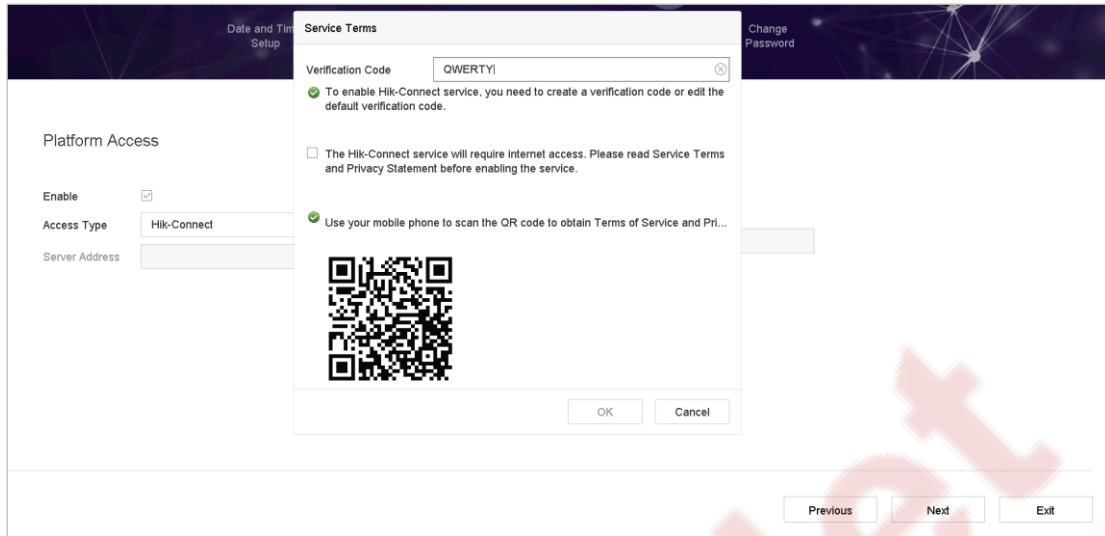 Date and Tim
Setup
Service Terms
Change
Password
Verification Code
QWERTY
To enable Hik-Connect service, you need to create a verification code or edit the
default verification code.
Platform Access
The Hik-Connect service will require internet access. Please read Service Terms
and Privacy Statement before enabling the service.
Enable
Access Type
Hik-Connect
Use your mobile phone to scan the QR code to obtain Terms of Service and Pri...
Server Address
OK
Cancel
Previous
Next
Exit